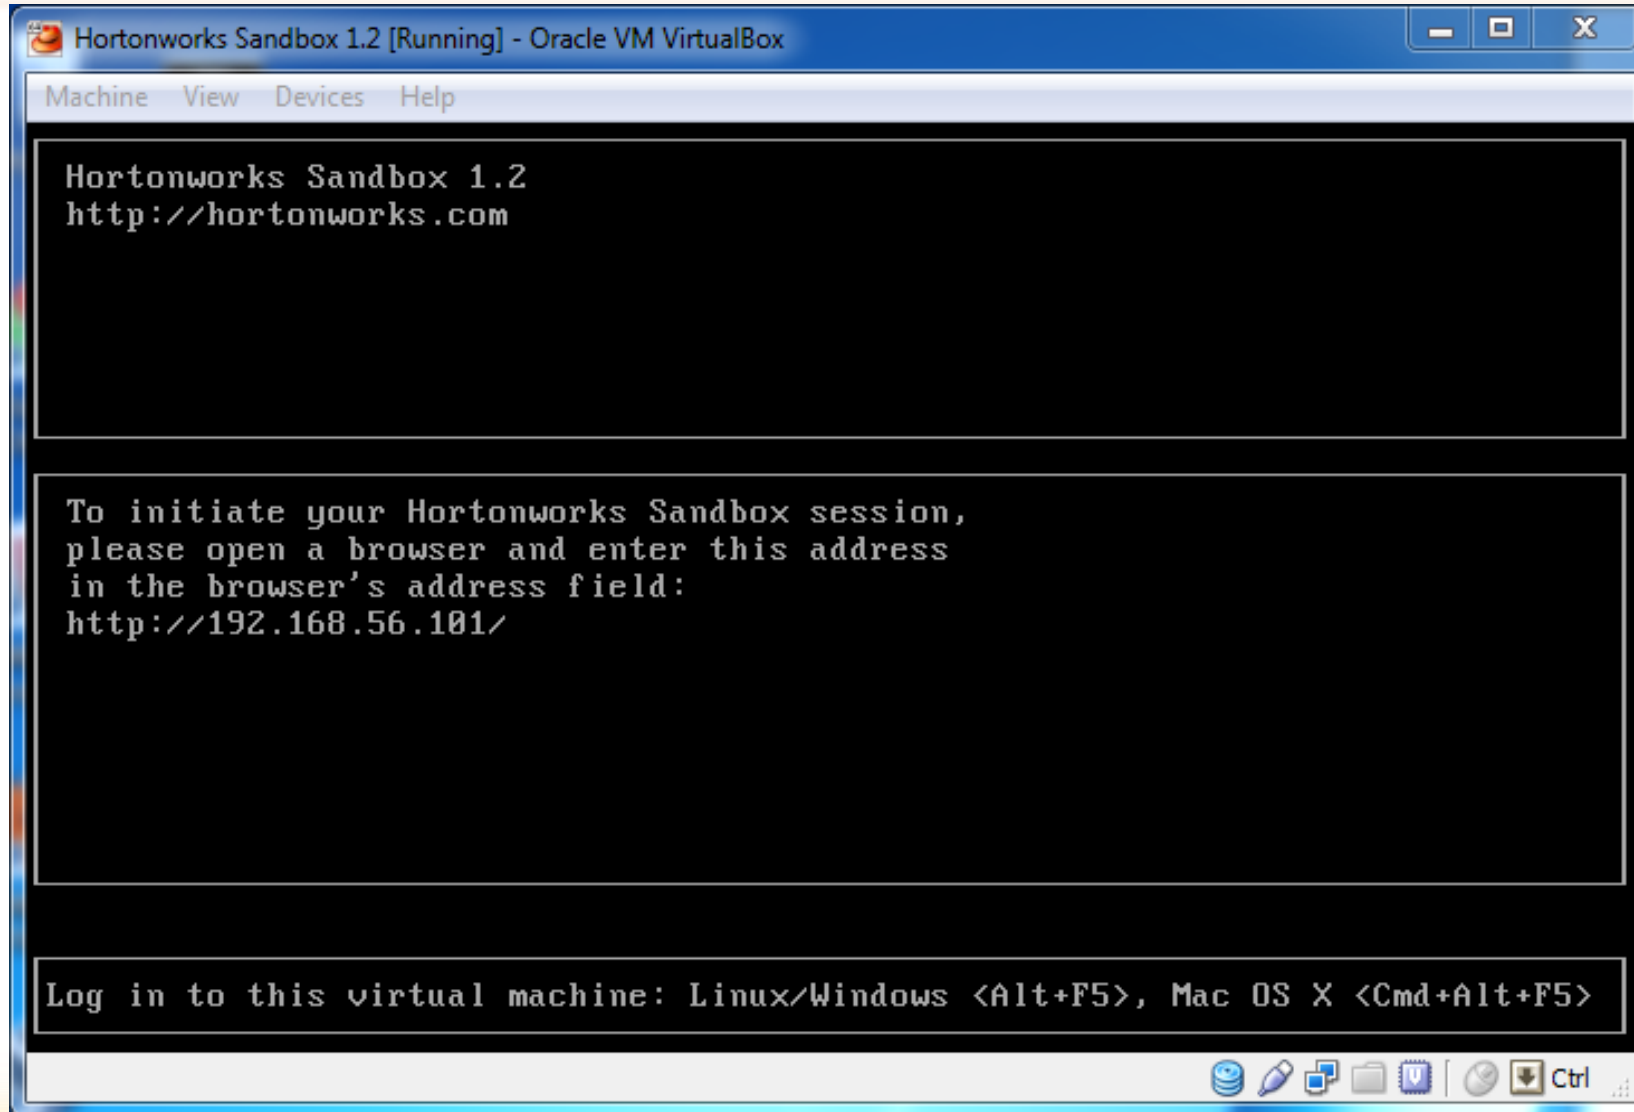 Hortonworks Sandbox 1.2 [Running] - Oracle VM VirtualBox
Machine View Devices Help
Hortonworks Sandbox 1.2
http://hortonworks.com
To initiate your Hortonworks Sandbox session,
please open a browser and enter this address
in the browser's address field:
http://192.168.56.101/
Log in to this virtual machine: Linux/Windows <Alt+F5>, Mac OS X <Cmd+Alt+F5>
Ctrl